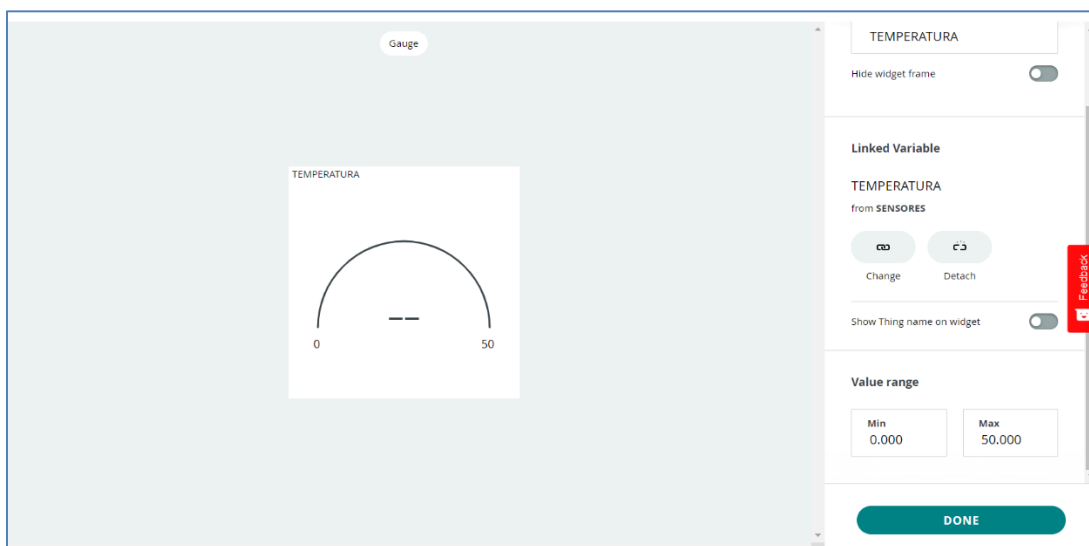 Gauge
TEMPERATURA
--
0
50
TEMPERATURA
Hide widget frame
Linked Variable
TEMPERATURA
from SENSORES
Change
Detach
Show Thing name on widget
Value range
Min
0.000
Max
50.000
DONE
Feedback